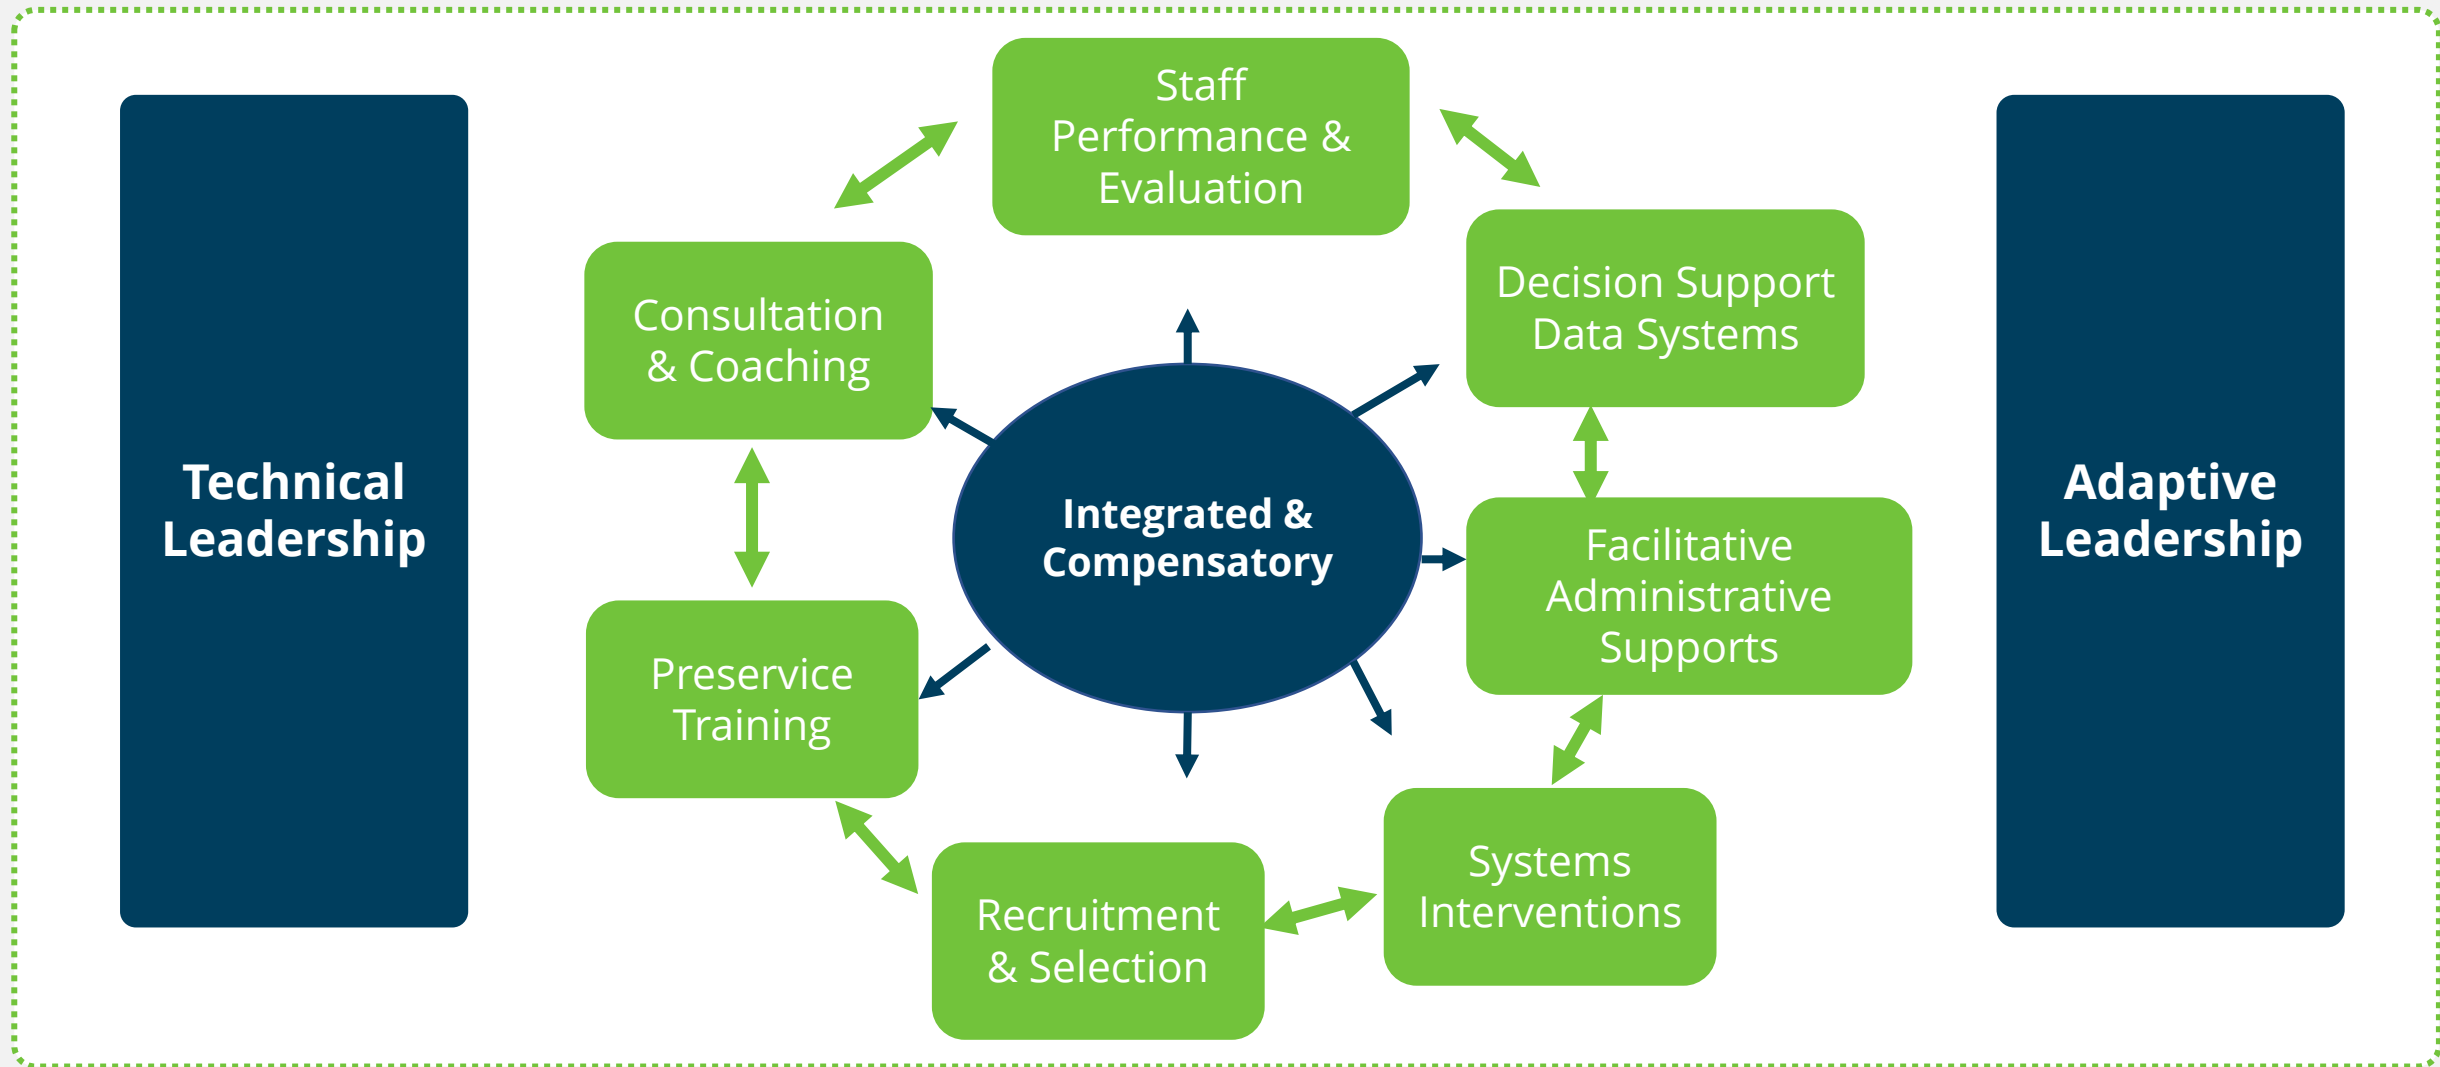 Staff
Performance &
Evaluation
Technical
Leadership
Consultation
& Coaching
Decision Support
Data Systems
Adaptive
Leadership
Integrated &
Compensatory
Facilitative
Administrative
Supports
Preservice
Training
Systems
Interventions
Recruitment
& Selection